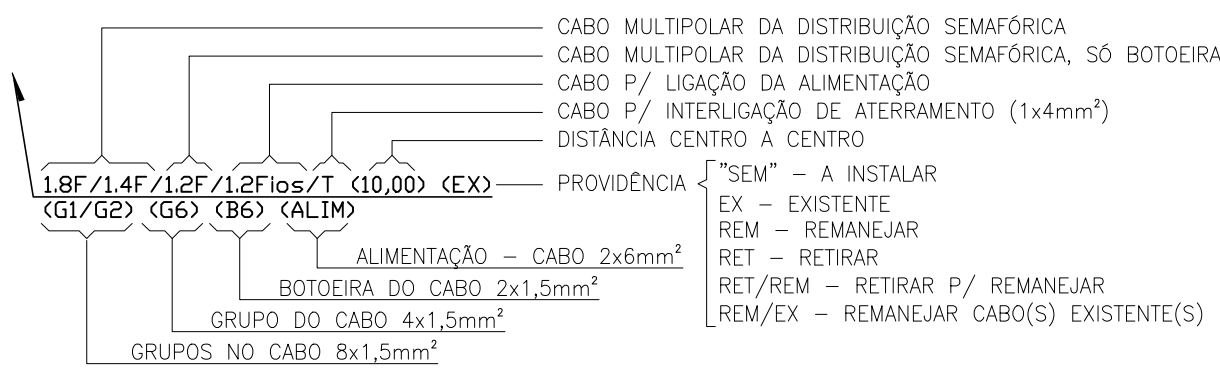 CABO MULTIPOLAR DA DISTRIBUIÇÃO SEMAFÓRICA
CABO MULTIPOLAR DA DISTRIBUIÇÃO SEMAFÓRICA, SÓ BOTOEIRA
CABO P/ LIGAÇÃO DA ALIMENTAÇÃO
CABO P/ INTERLIGAÇÃO DE ATERRAMENTO (1x4mm²)
DISTÂNCIA CENTRO A CENTRO
1.8F/1.4F/1.2F/1.2Fios/T (10,00) (EX)
(G1/G2) (G6) (B6) (ALIM)
PROVIDÊNCIA
"SEM" – A INSTALAR
EX – EXISTENTE
REM – REMANEJAR
RET – RETIRAR
RET/REM – RETIRAR P/ REMANEJAR
REM/EX – REMANEJAR CABO(S) EXISTENTE(S)
ALIMENTAÇÃO – CABO 2x6mm²
BOTOEIRA DO CABO 2x1,5mm²
GRUPO DO CABO 4x1,5mm²
GRUPOS NO CABO 8x1,5mm²